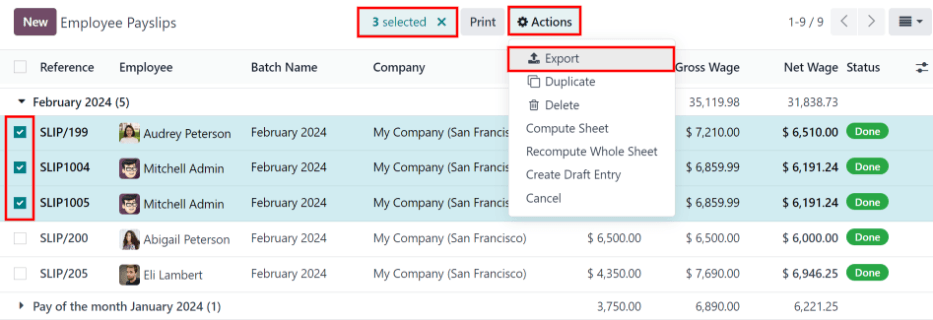 New Employee Payslips 3 selected × Print Actions 1-9 / 9
Reference Employee Batch Name Company Gross Wage Net Wage Status
Export
Duplicate
Delete
Compute Sheet
Recompute Whole Sheet
Create Draft Entry
Cancel
February 2024 (5) 35,119.98 31,838.73
SLIP/199 Audrey Peterson February 2024 My Company (San Francisco $ 7,210.00 $ 6,510.00 Done
SLIP1004 Mitchell Admin February 2024 My Company (San Francisco $ 6,859.99 $ 6,191.24 Done
SLIP1005 Mitchell Admin February 2024 My Company (San Francisco $ 6,859.99 $ 6,191.24 Done
SLIP/200 Abigail Peterson February 2024 My Company (San Francisco) $ 6,500.00 $ 6,500.00 $ 6,000.00 Done
SLIP/205 Eli Lambert February 2024 My Company (San Francisco) $ 4,350.00 $ 7,690.00 $ 6,946.25 Done
Pay of the month January 2024 (1) 3,750.00 6,890.00 6,221.25